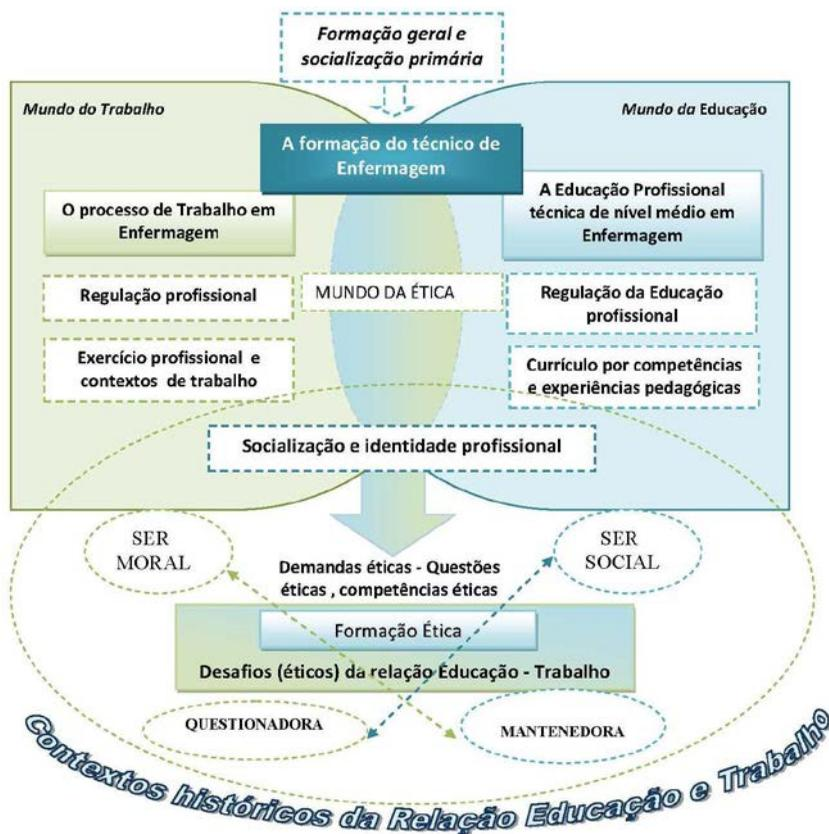 Formação geral e
socialização primária
Mundo do Trabalho
Mundo da Educação
A formação do técnico de
Enfermagem
O processo de Trabalho em
Enfermagem
A Educação Profissional
técnica de nível médio em
Enfermagem
Regulação profissional
MUNDO DA ÉTICA
Regulação da Educação
profissional
Exercício profissional e
contextos de trabalho
Currículo por competências
e experiências pedagógicas
Socialização e identidade profissional
SER
MORAL
SER
SOCIAL
Demandas éticas - Questões
éticas , competências éticas
Formação Ética
Desafios (éticos) da relação Educação - Trabalho
QUESTIONADORA
MANTENEDORA
Contextos históricos da Relação Educação e Trabalho